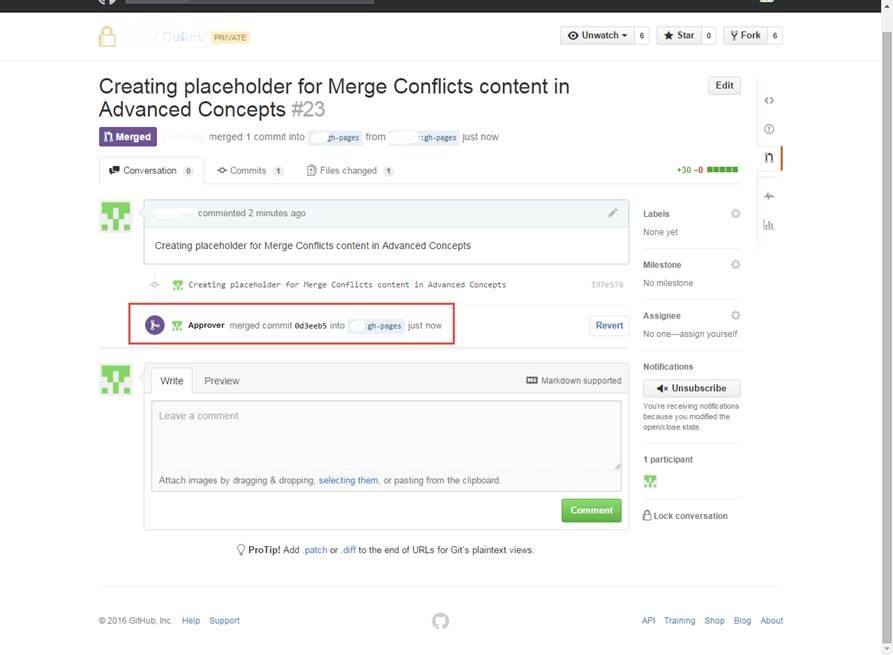 PRIVATE
Unwatch 6 Star 0 Fork 6
Creating placeholder for Merge Conflicts content in
Advanced Concepts #23
Edit
Merged merged 1 commit into gh-pages from :gh-pages just now
Conversation 0 Commits 1 Files changed 1 +30 −0
commented 2 minutes ago
Creating placeholder for Merge Conflicts content in Advanced Concepts
Creating placeholder for Merge Conflicts content in Advanced Concepts 197e576
Approver merged commit 0d3eeb5 into :gh-pages just now
Revert
Write Preview Markdown supported
Leave a comment
Attach images by dragging & dropping, selecting them, or pasting from the clipboard.
Comment
ProTip! Add .patch or .diff to the end of URLs for Git's plaintext views.
Labels
None yet
Milestone
No milestone
Assignee
No one—assign yourself
Notifications
Unsubscribe
You're receiving notifications
because you modified the
open/close state.
1 participant
Lock conversation
© 2016 GitHub, Inc. Help Support
API Training Shop Blog About